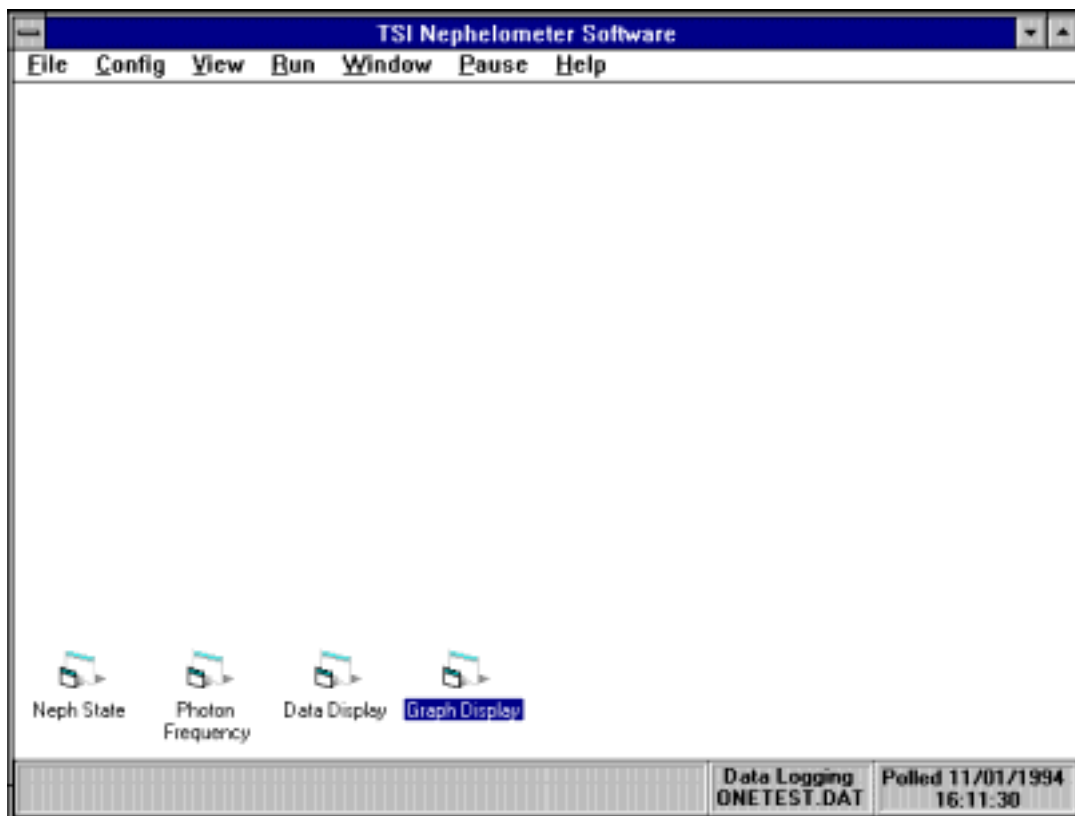 TSI Nephelometer Software
File Config View Run Window Pause Help
Neph State
Photon Frequency
Data Display
Graph Display
Data Logging
ONETEST.DAT
Polled 11/01/1994
16:11:30